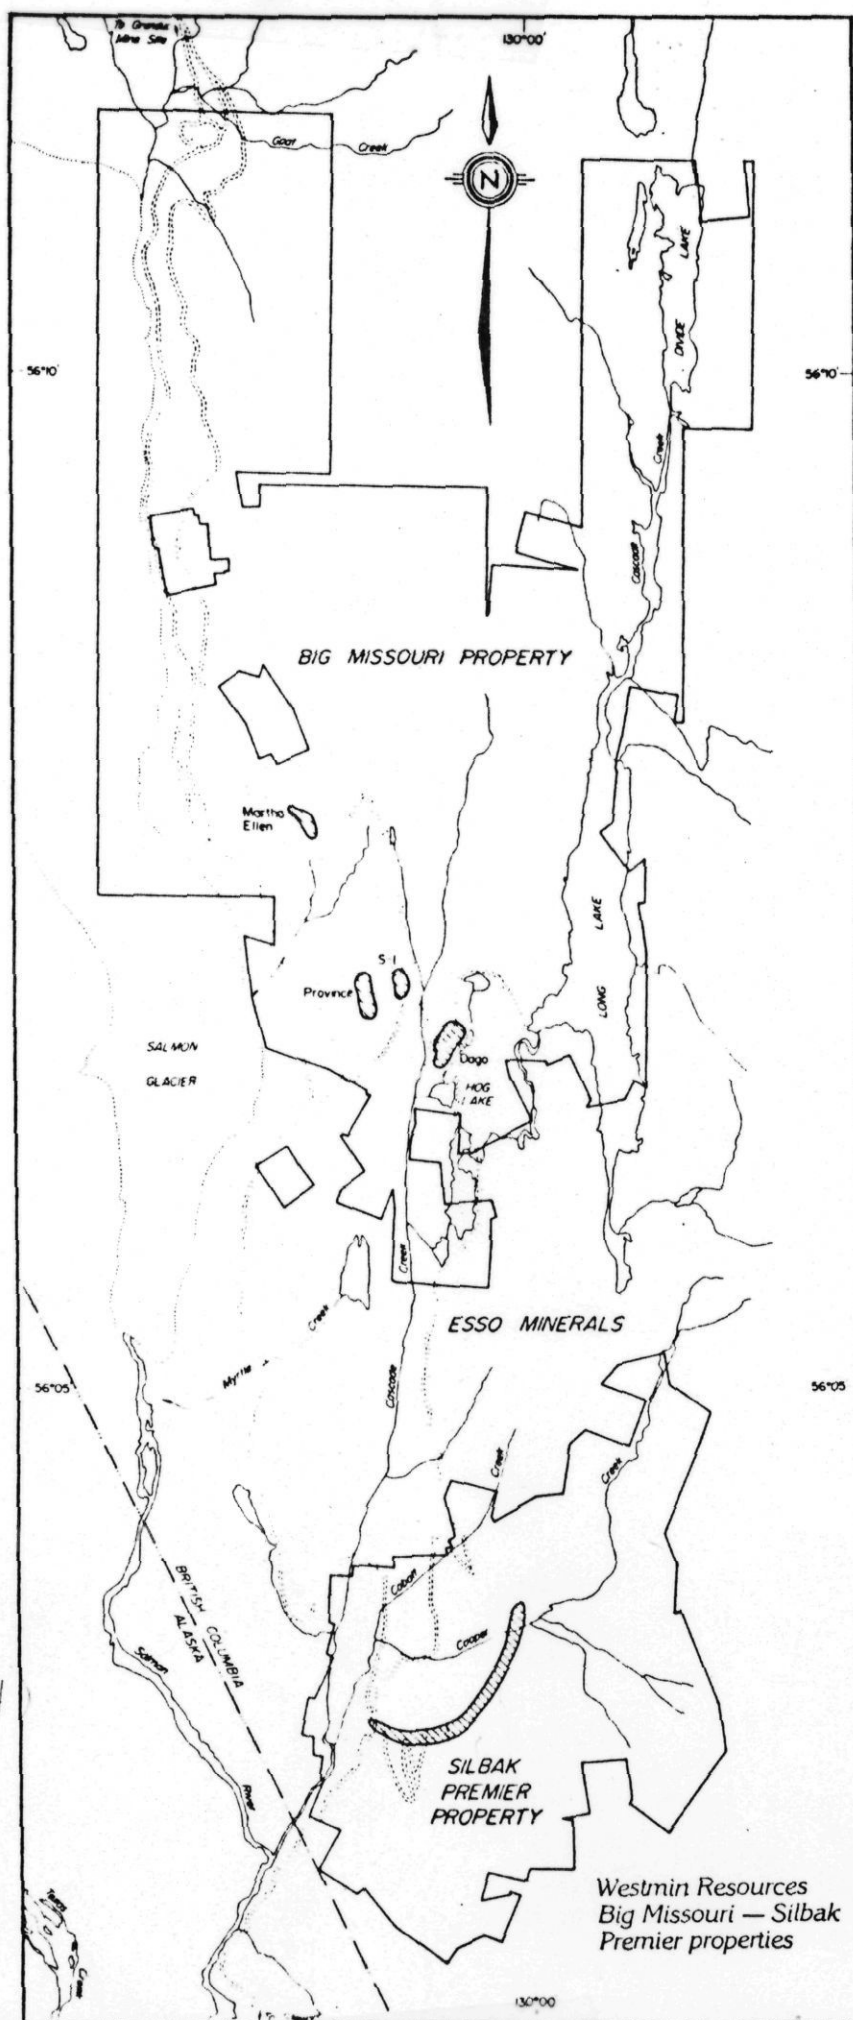 To Granduc
Mine Site
130°00'
Goat Creek
N
DIVIDE LAKE
56°10'
56°10'
Creek
Cascade
BIG MISSOURI PROPERTY
Martha
Ellen
LONG LAKE
S-1
Province
Dago
SALMON
GLACIER
HOG
LAKE
Creek
Creek
ESSO MINERALS
Myrtle
Cascade
56°05'
56°05
Creek
Creek
BRITISH COLUMBIA
ALASKA
Cobalt
Cooper
Salmon
SILBAK
PREMIER
PROPERTY
River
Westmin Resources
Big Missouri — Silbak
Premier properties
Texas
Creek
130°00